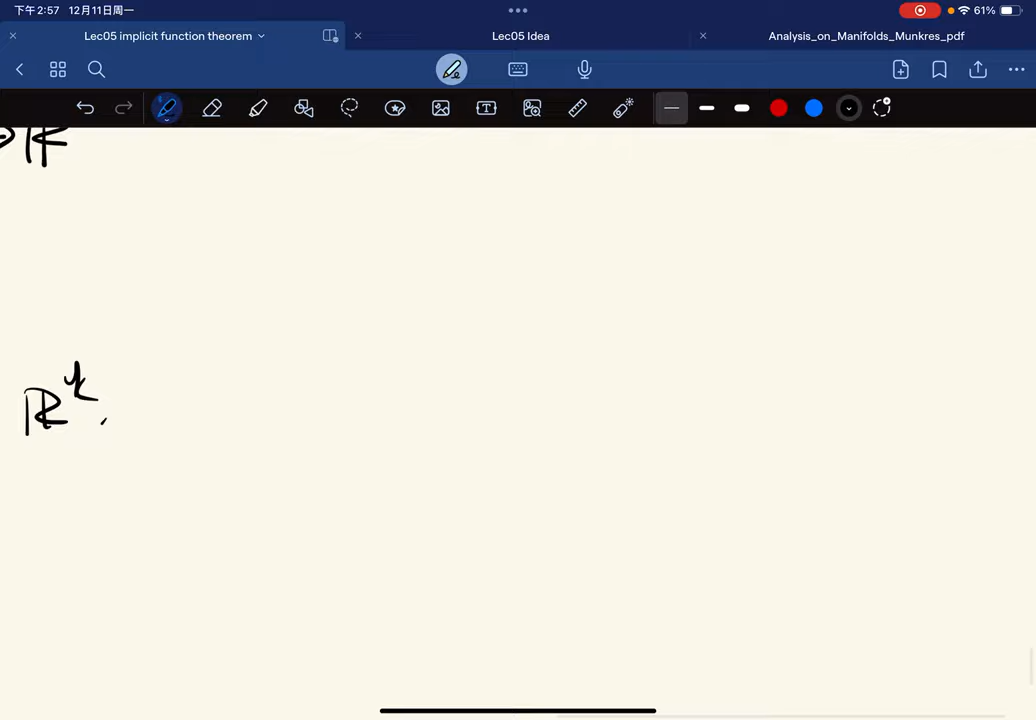 下午2:57 12月11日周一
61%
Lec05 implicit function theorem
Lec05 Idea
Analysis_on_Manifolds_Munkres_pdf
ℝᵏ.